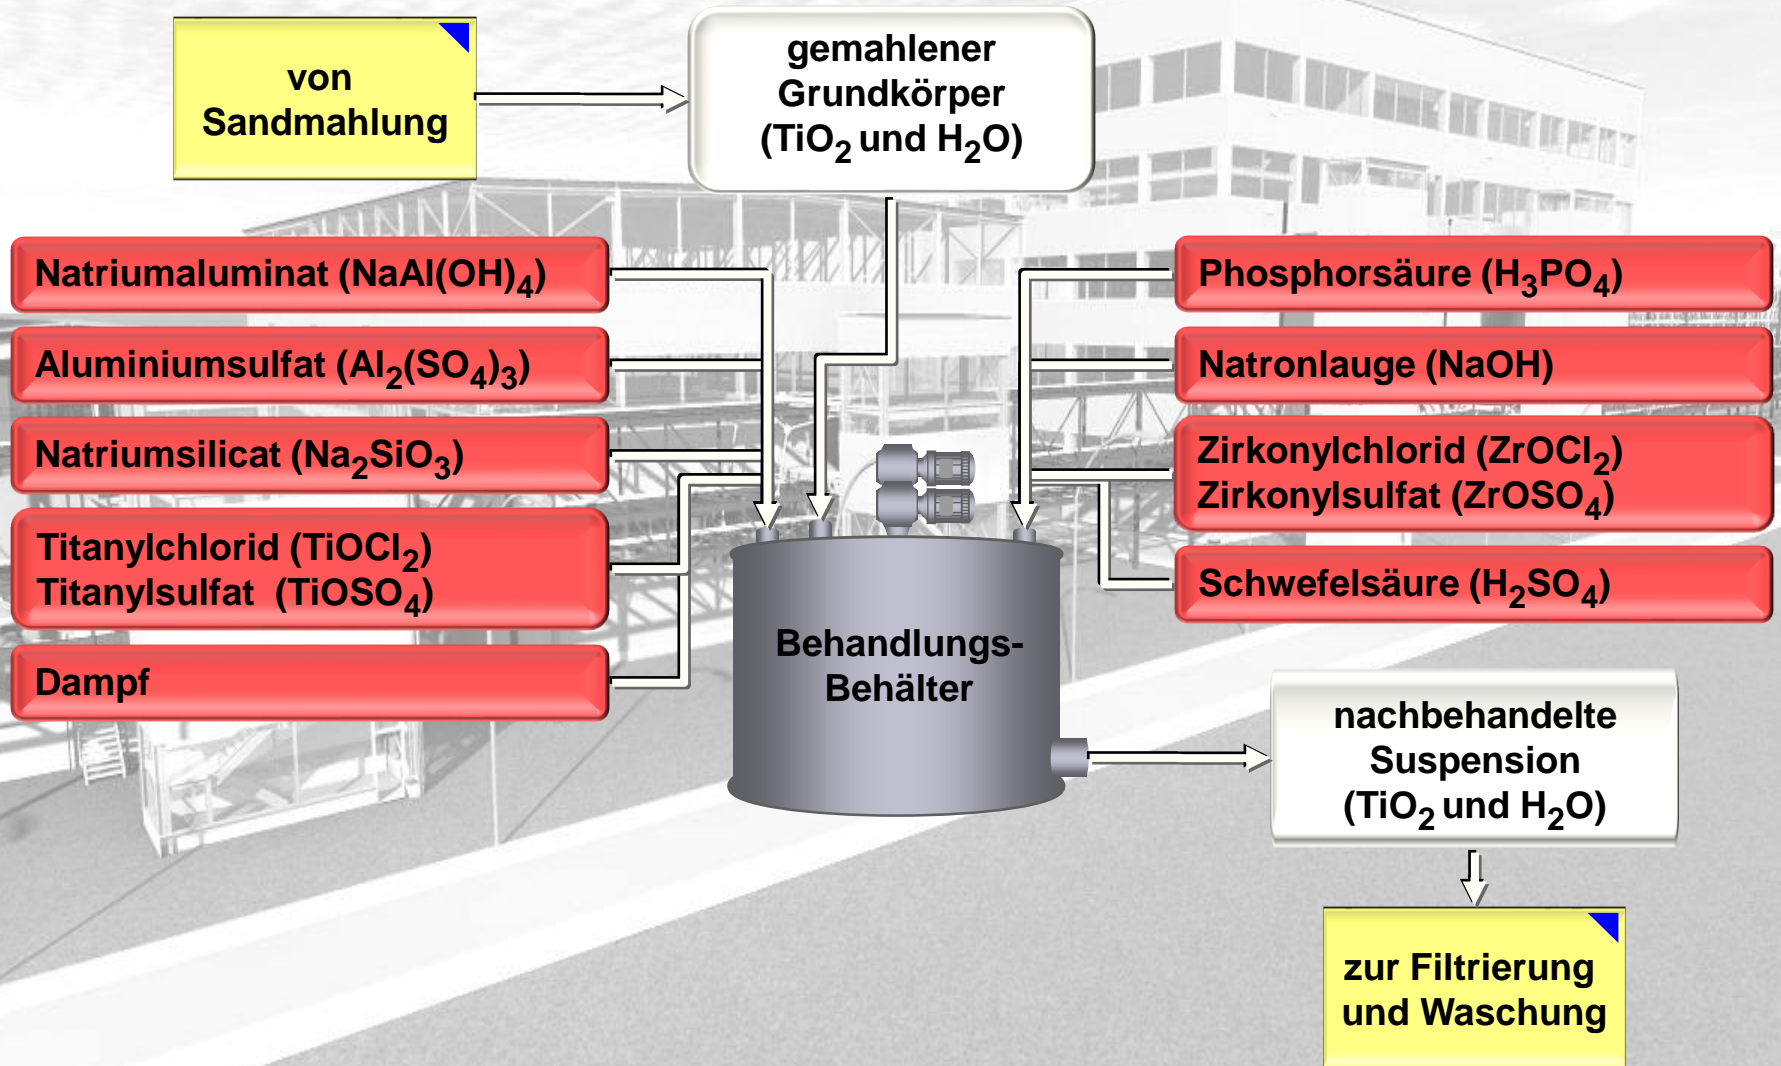 von
Sandmahlung
gemahlener
Grundkörper
(TiO₂ und H₂O)
Natriumaluminat (NaAl(OH)₄)
Aluminiumsulfat (Al₂(SO₄)₃)
Natriumsilicat (Na₂SiO₃)
Titanylchlorid (TiOCl₂)
Titanylsulfat (TiOSO₄)
Dampf
Phosphorsäure (H₃PO₄)
Natronlauge (NaOH)
Zirkonylchlorid (ZrOCl₂)
Zirkonylsulfat (ZrOSO₄)
Schwefelsäure (H₂SO₄)
Behandlungs-
Behälter
nachbehandelte
Suspension
(TiO₂ und H₂O)
zur Filtrierung
und Waschung